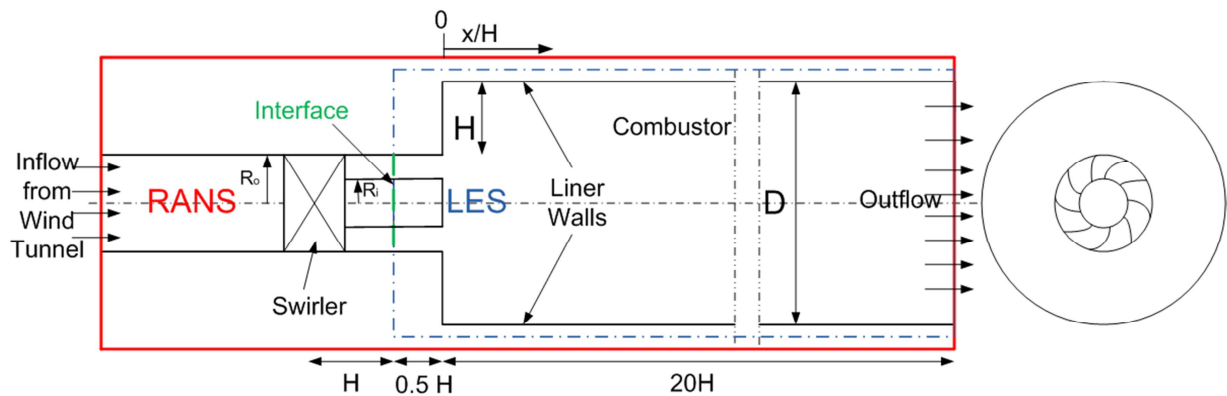 0
x/H
Interface
H
Combustor
Inflow
from
Wind
Tunnel
RANS
Rₒ
Rᵢ
LES
Liner
Walls
D
Outflow
Swirler
H
0.5 H
20H